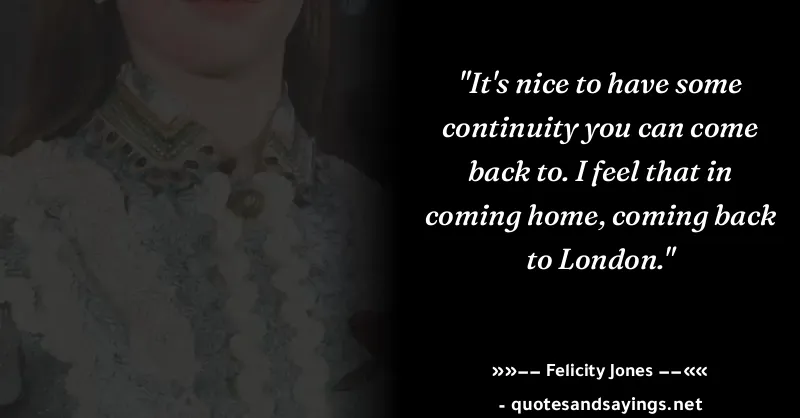 "It's nice to have some
continuity you can come
back to. I feel that in
coming home, coming back
to London."
»»−− Felicity Jones −−««
- quotesandsayings.net